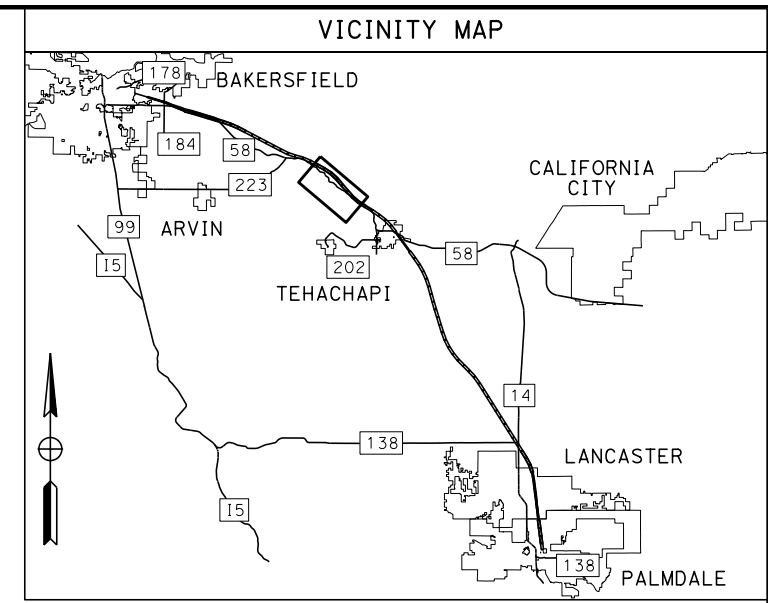 VICINITY MAP
178
BAKERSFIELD
184
58
223
CALIFORNIA
CITY
99
ARVIN
I5
202
58
TEHACHAPI
14
138
LANCASTER
I5
138
PALMDALE